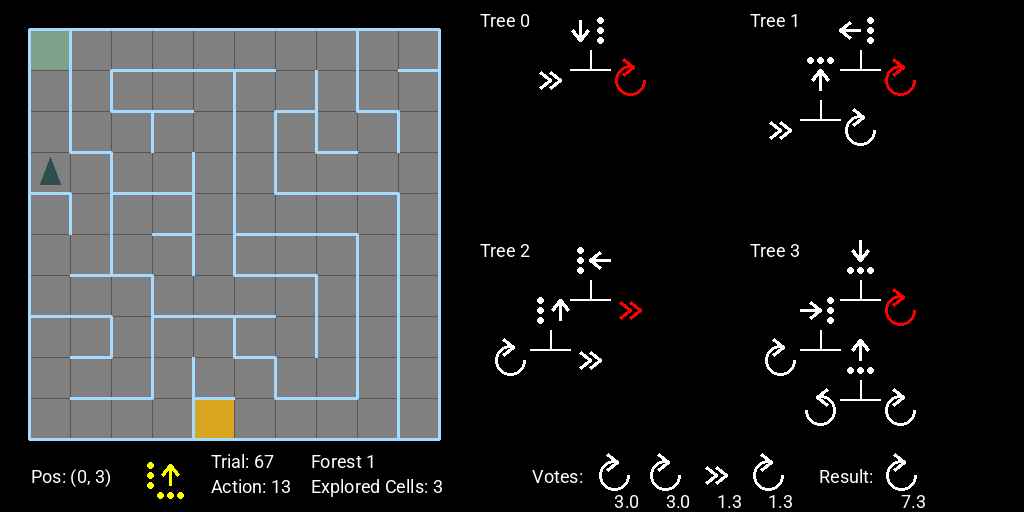 Tree 0
Tree 1
Tree 2
Tree 3
Pos: (0, 3)
Trial: 67
Forest 1
Action: 13
Explored Cells: 3
Votes:
3.0
3.0
1.3
1.3
Result:
7.3